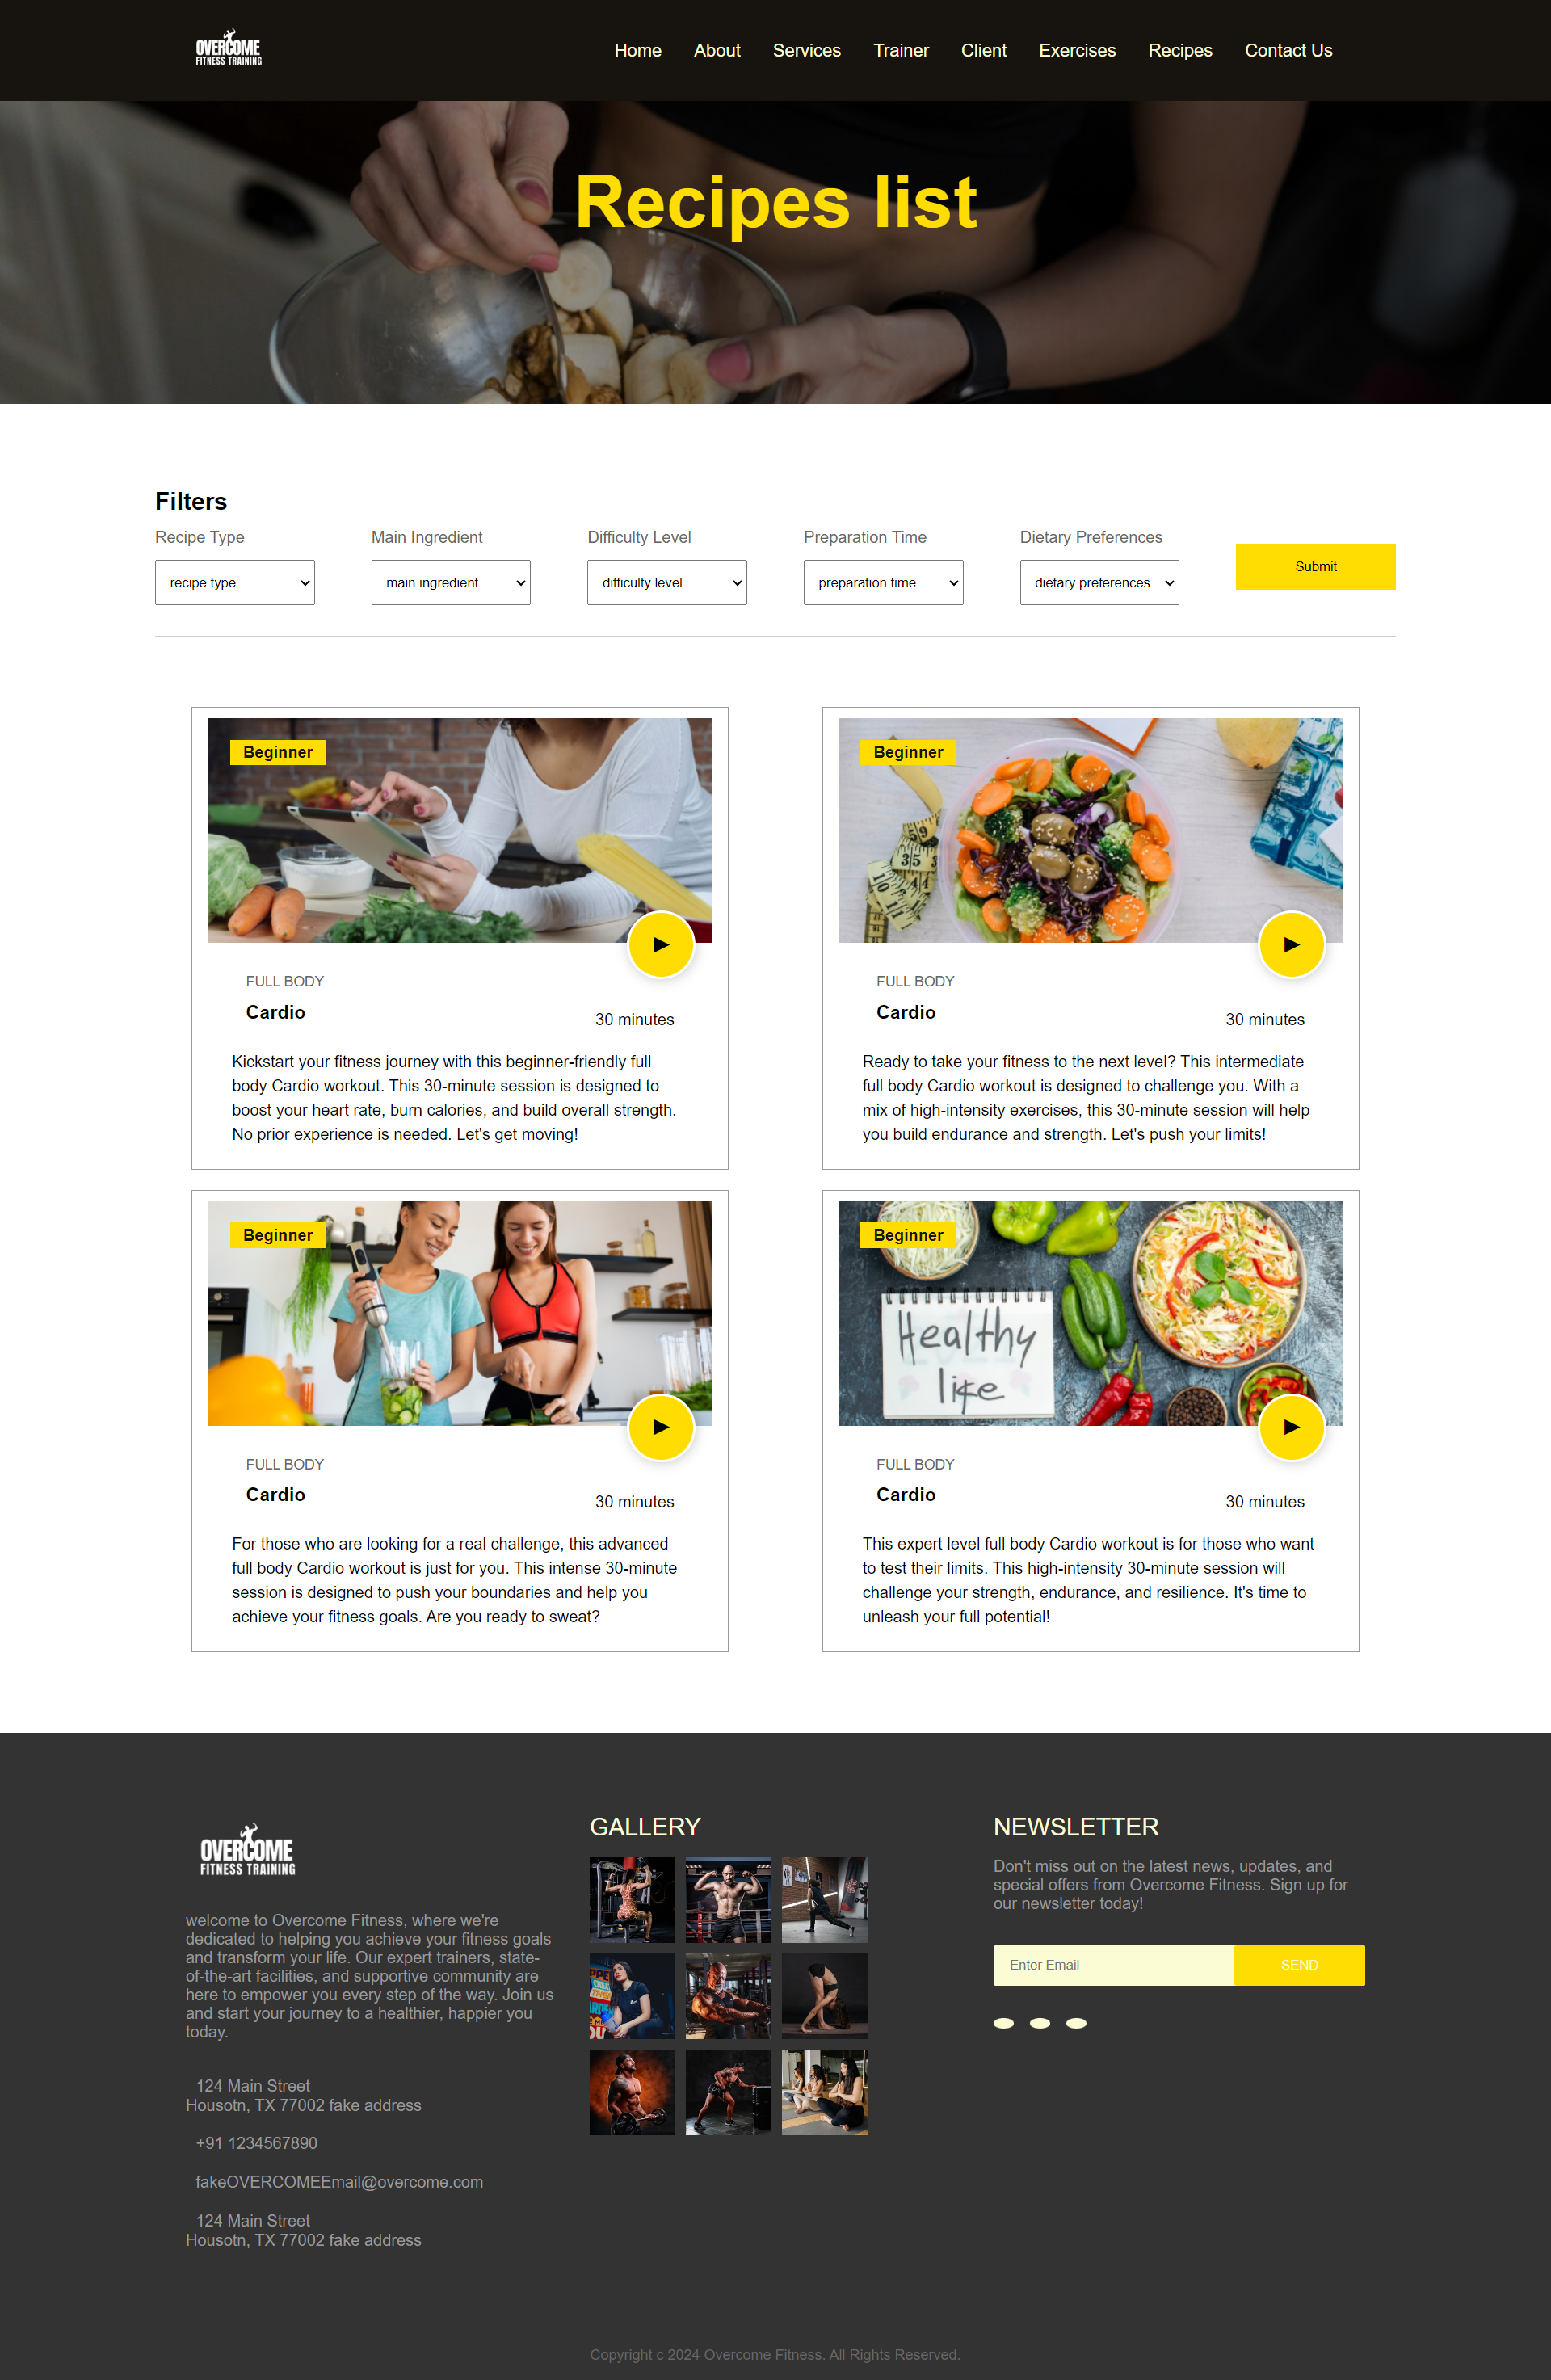 OVERCOME
FITNESS TRAINING
Home About Services Trainer Client Exercises Recipes Contact Us
Recipes list
Filters
Recipe Type Main Ingredient Difficulty Level Preparation Time Dietary Preferences
recipe type main ingredient difficulty level preparation time dietary preferences Submit
Beginner
FULL BODY
Cardio 30 minutes
Kickstart your fitness journey with this beginner-friendly full
body Cardio workout. This 30-minute session is designed to
boost your heart rate, burn calories, and build overall strength.
No prior experience is needed. Let's get moving!
Beginner
59
35
10
FULL BODY
Cardio 30 minutes
Ready to take your fitness to the next level? This intermediate
full body Cardio workout is designed to challenge you. With a
mix of high-intensity exercises, this 30-minute session will help
you build endurance and strength. Let's push your limits!
Beginner
FULL BODY
Cardio 30 minutes
For those who are looking for a real challenge, this advanced
full body Cardio workout is just for you. This intense 30-minute
session is designed to push your boundaries and help you
achieve your fitness goals. Are you ready to sweat?
Beginner
Healthy
life
FULL BODY
Cardio 30 minutes
This expert level full body Cardio workout is for those who want
to test their limits. This high-intensity 30-minute session will
challenge your strength, endurance, and resilience. It's time to
unleash your full potential!
OVERCOME
FITNESS TRAINING
welcome to Overcome Fitness, where we're
dedicated to helping you achieve your fitness goals
and transform your life. Our expert trainers, state-
of-the-art facilities, and supportive community are
here to empower you every step of the way. Join us
and start your journey to a healthier, happier you
today.
124 Main Street
Housotn, TX 77002 fake address
+91 1234567890
fakeOVERCOMEEmail@overcome.com
124 Main Street
Housotn, TX 77002 fake address
GALLERY
NEWSLETTER
Don't miss out on the latest news, updates, and
special offers from Overcome Fitness. Sign up for
our newsletter today!
Enter Email SEND
Copyright c 2024 Overcome Fitness. All Rights Reserved.